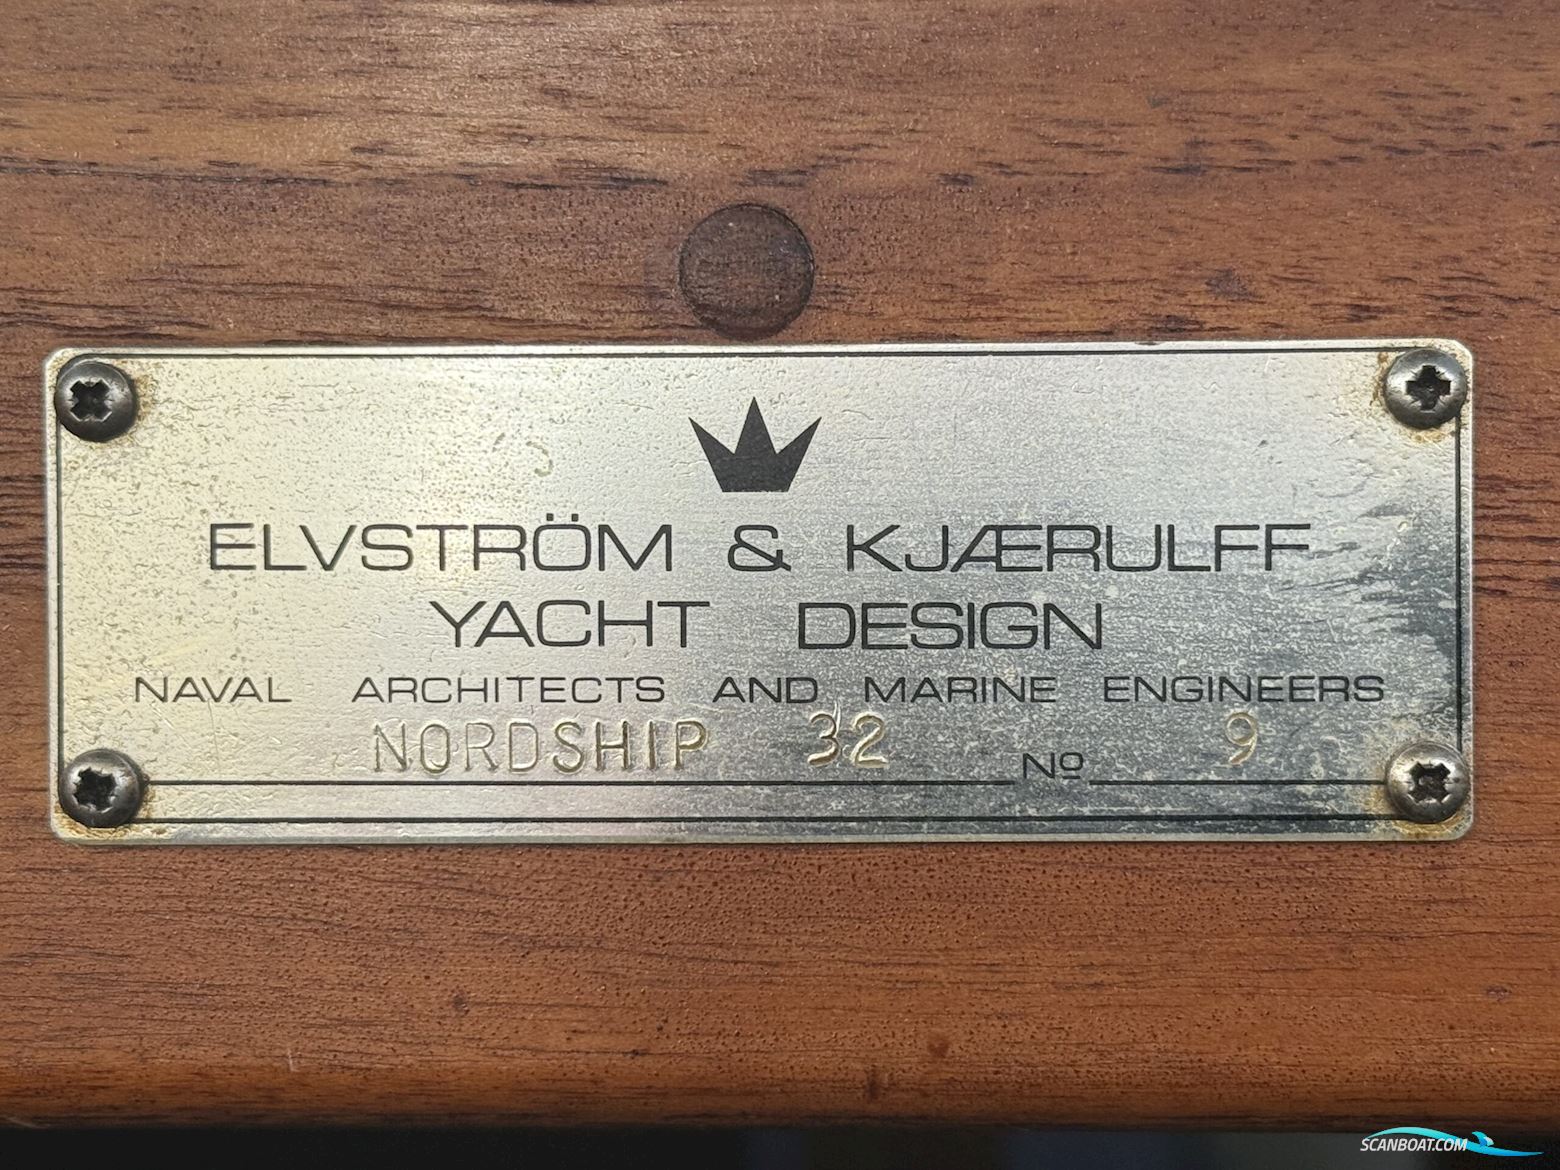 ELVSTRÖM & KJÆRULFF
YACHT DESIGN
NAVAL ARCHITECTS AND MARINE ENGINEERS
NORDSHIP 32 Nº 9
SCANBOAT.COM